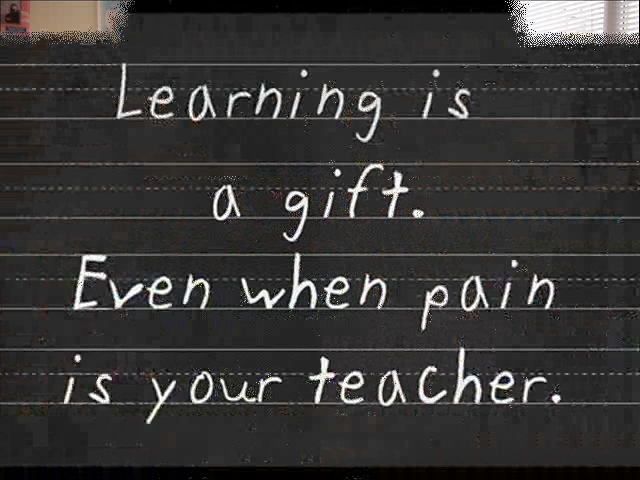 Learning is
a gift.
Even when pain
is your teacher.